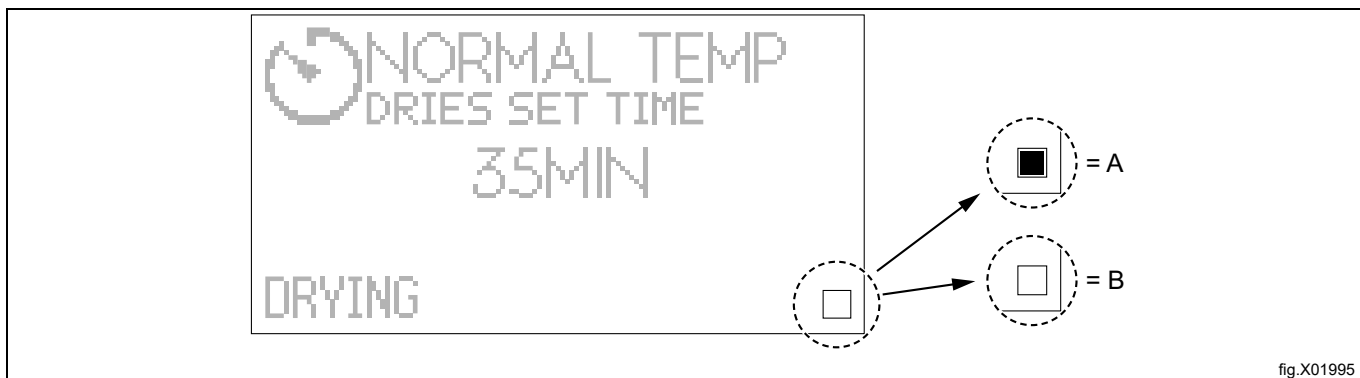 NORMAL TEMP
DRIES SET TIME
35MIN
DRYING
= A
= B
fig.X01995